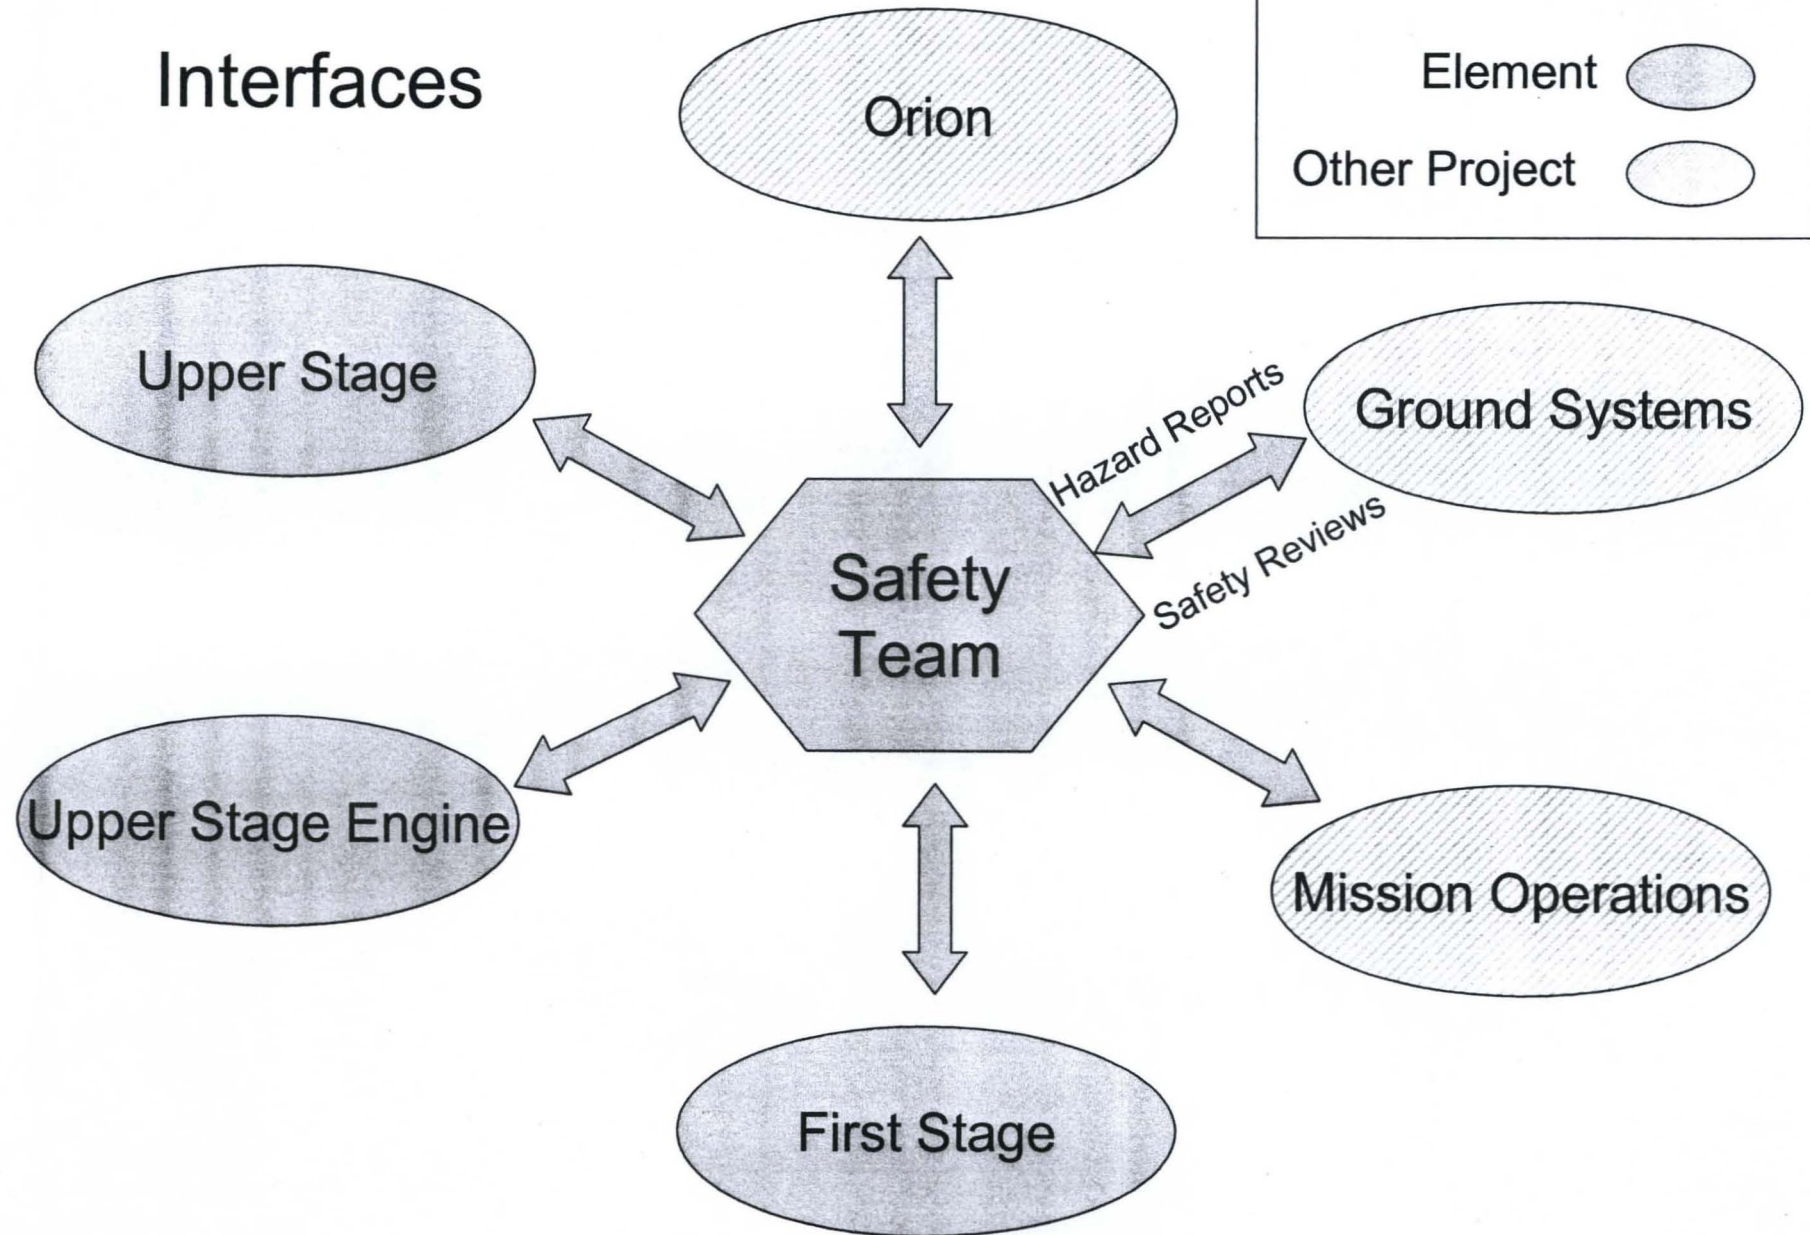 Interfaces
Orion
Element
Other Project
Upper Stage
Hazard Reports
Ground Systems
Safety
Team
Safety Reviews
Upper Stage Engine
Mission Operations
First Stage